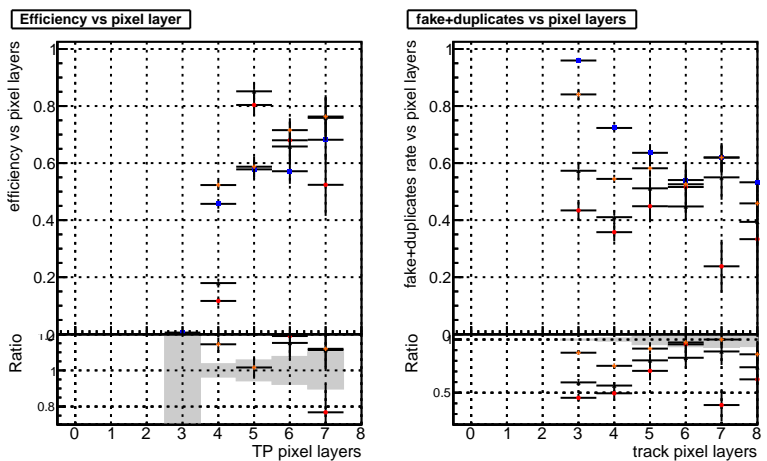 Efficiency vs pixel layer
efficiency vs pixel layers
1
0.8
0.6
0.4
0.2
0
Ratio
1.2
1
0.8
0 1 2 3 4 5 6 7 8
TP pixel layers
fake+duplicates vs pixel layers
fake+duplicates rate vs pixel layers
1
0.8
0.6
0.4
0.2
Ratio
0.5
0 1 2 3 4 5 6 7 8
track pixel layers